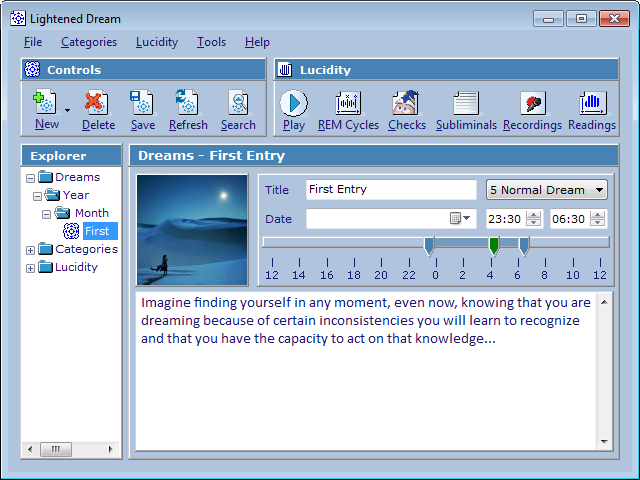 Lightened Dream
File Categories Lucidity Tools Help
Controls
New Delete Save Refresh Search
Lucidity
Play REM Cycles Checks Subliminals Recordings Readings
Explorer
Dreams
Year
Month
First
Categories
Lucidity
Dreams - First Entry
Title First Entry 5 Normal Dream
Date 23:30 06:30
12 14 16 18 20 22 0 2 4 6 8 10 12
Imagine finding yourself in any moment, even now, knowing that you are
dreaming because of certain inconsistencies you will learn to recognize
and that you have the capacity to act on that knowledge...